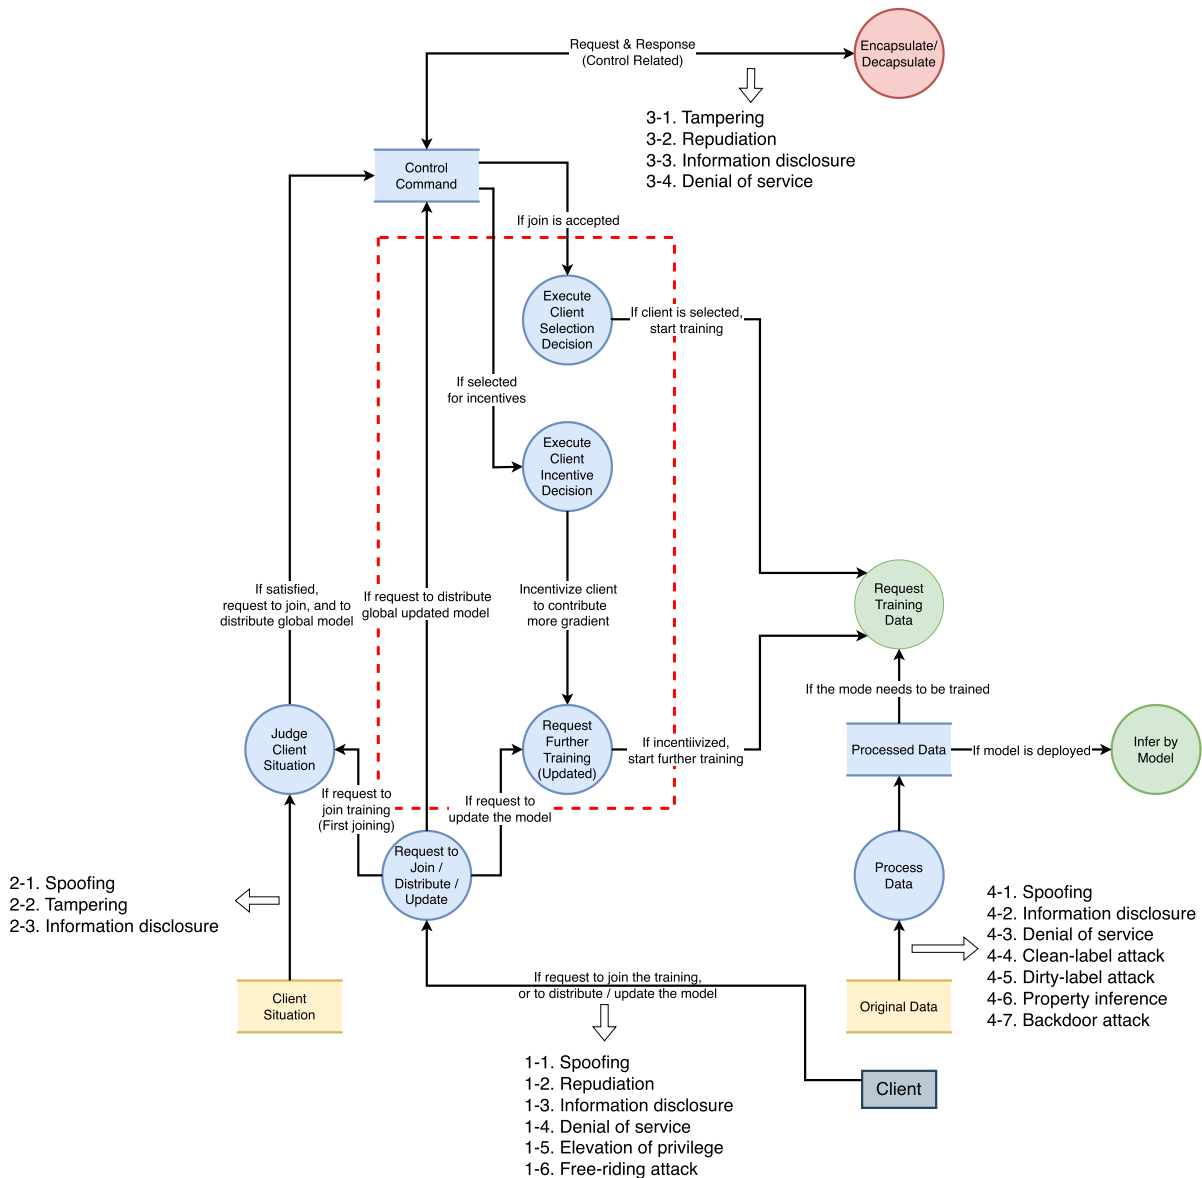 Request & Response
(Control Related)
Encapsulate/
Decapsulate
3-1. Tampering
3-2. Repudiation
3-3. Information disclosure
3-4. Denial of service
Control
Command
If join is accepted
Execute
Client
Selection
Decision
If client is selected,
start training
If selected
for incentives
Execute
Client
Incentive
Decision
If satisfied,
request to join, and to
distribute global model
If request to distribute
global updated model
Incentivize client
to contribute
more gradient
Request
Training
Data
If the mode needs to be trained
Judge
Client
Situation
Request
Further
Training
(Updated)
If incentiivized,
start further training
Processed Data
If model is deployed
Infer by
Model
If request to
join training
(First joining)
If request to
update the model
Request to
Join /
Distribute /
Update
Process
Data
2-1. Spoofing
2-2. Tampering
2-3. Information disclosure
4-1. Spoofing
4-2. Information disclosure
4-3. Denial of service
4-4. Clean-label attack
4-5. Dirty-label attack
4-6. Property inference
4-7. Backdoor attack
Client
Situation
If request to join the training,
or to distribute / update the model
Original Data
1-1. Spoofing
1-2. Repudiation
1-3. Information disclosure
1-4. Denial of service
1-5. Elevation of privilege
1-6. Free-riding attack
Client